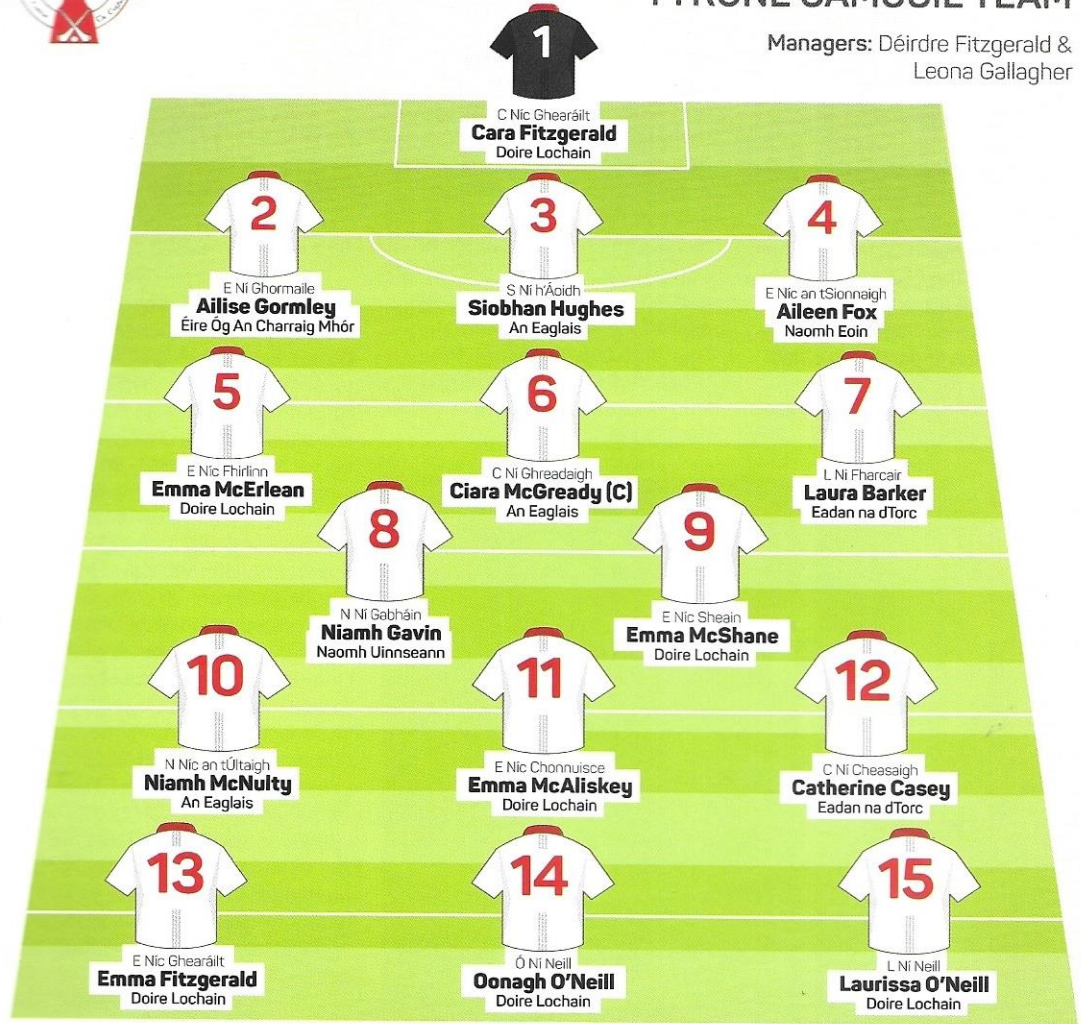 TYRONE CAMOGIE TEAM
Managers: Déirdre Fitzgerald &
Leona Gallagher
1
C Nic Ghearáilt
Cara Fitzgerald
Doire Lochain
2
E Ní Ghormaile
Ailise Gormley
Éire Óg An Charraig Mhór
3
S Ní h'Áoidh
Siobhan Hughes
An Eaglais
4
E Nic an tSionnaigh
Aileen Fox
Naomh Eoin
5
E Nic Fhirlinn
Emma McErlean
Doire Lochain
6
C Ní Ghreadaigh
Ciara McGready (C)
An Eaglais
7
L Ni Fharcair
Laura Barker
Eadan na dTorc
8
N Ní Gabháin
Niamh Gavin
Naomh Uinnseann
9
E Nic Sheain
Emma McShane
Doire Lochain
10
N Nic an tÚltaigh
Niamh McNulty
An Eaglais
11
E Nic Chonnuisce
Emma McAliskey
Doire Lochain
12
C Ní Cheasaigh
Catherine Casey
Eadan na dTorc
13
E Nic Ghearáilt
Emma Fitzgerald
Doire Lochain
14
Ó Ní Neill
Oonagh O'Neill
Doire Lochain
15
L Ní Neill
Laurissa O'Neill
Doire Lochain